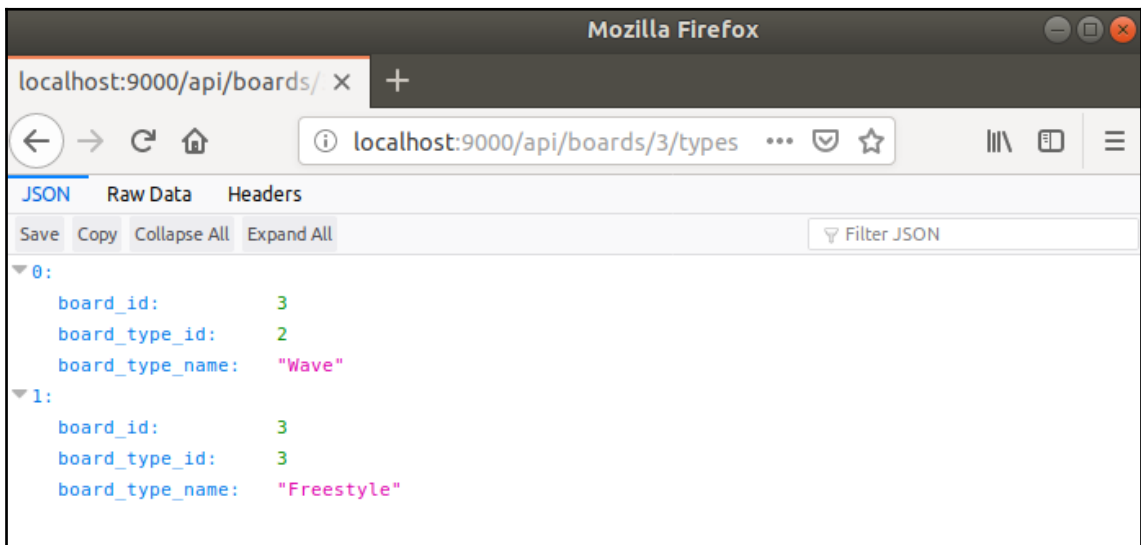 Mozilla Firefox
localhost:9000/api/boards/
localhost:9000/api/boards/3/types
JSON Raw Data Headers
Save Copy Collapse All Expand All Filter JSON
0:
board_id: 3
board_type_id: 2
board_type_name: "Wave"
1:
board_id: 3
board_type_id: 3
board_type_name: "Freestyle"